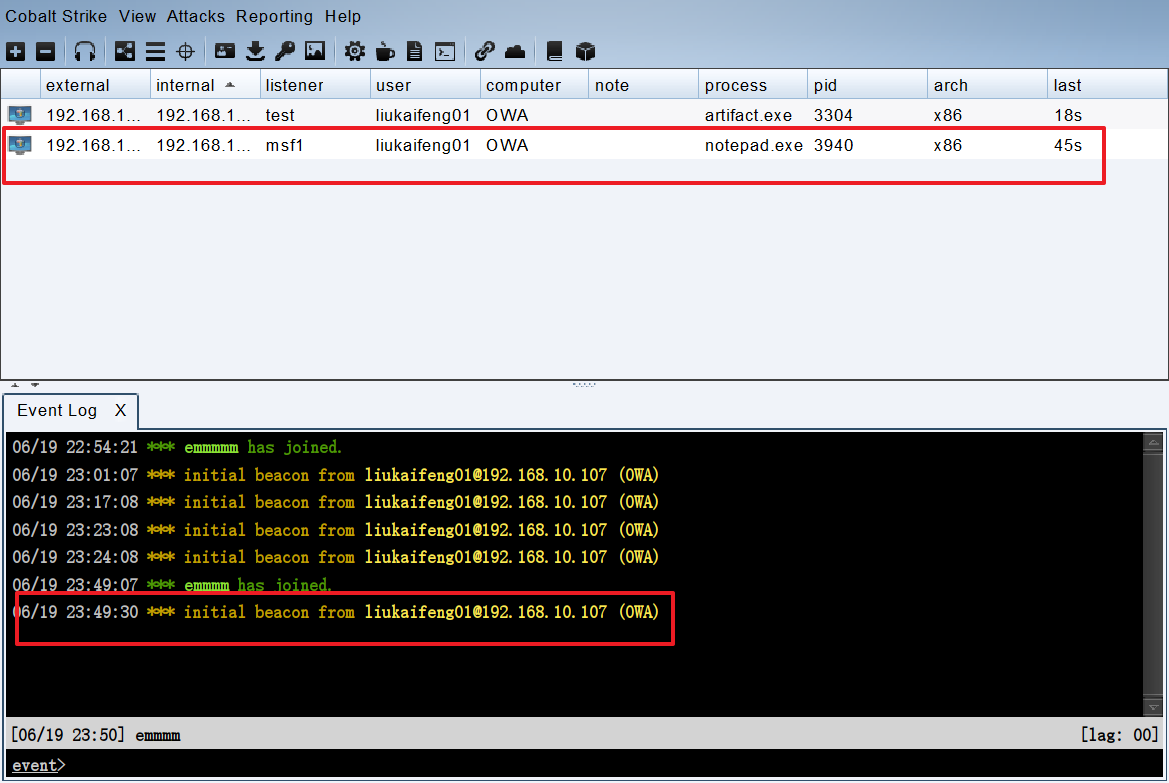 Cobalt Strike View Attacks Reporting Help
external internal listener user computer note process pid arch last
192.168.1... 192.168.1... test liukaifeng01 OWA artifact.exe 3304 x86 18s
192.168.1... 192.168.1... msf1 liukaifeng01 OWA notepad.exe 3940 x86 45s
Event Log X
06/19 22:54:21 *** emmmmm has joined.
06/19 23:01:07 *** initial beacon from liukaifeng01@192.168.10.107 (OWA)
06/19 23:17:08 *** initial beacon from liukaifeng01@192.168.10.107 (OWA)
06/19 23:23:08 *** initial beacon from liukaifeng01@192.168.10.107 (OWA)
06/19 23:24:08 *** initial beacon from liukaifeng01@192.168.10.107 (OWA)
06/19 23:49:07 *** emmmm has joined.
06/19 23:49:30 *** initial beacon from liukaifeng01@192.168.10.107 (OWA)
[06/19 23:50] emmmm [lag: 00]
event>